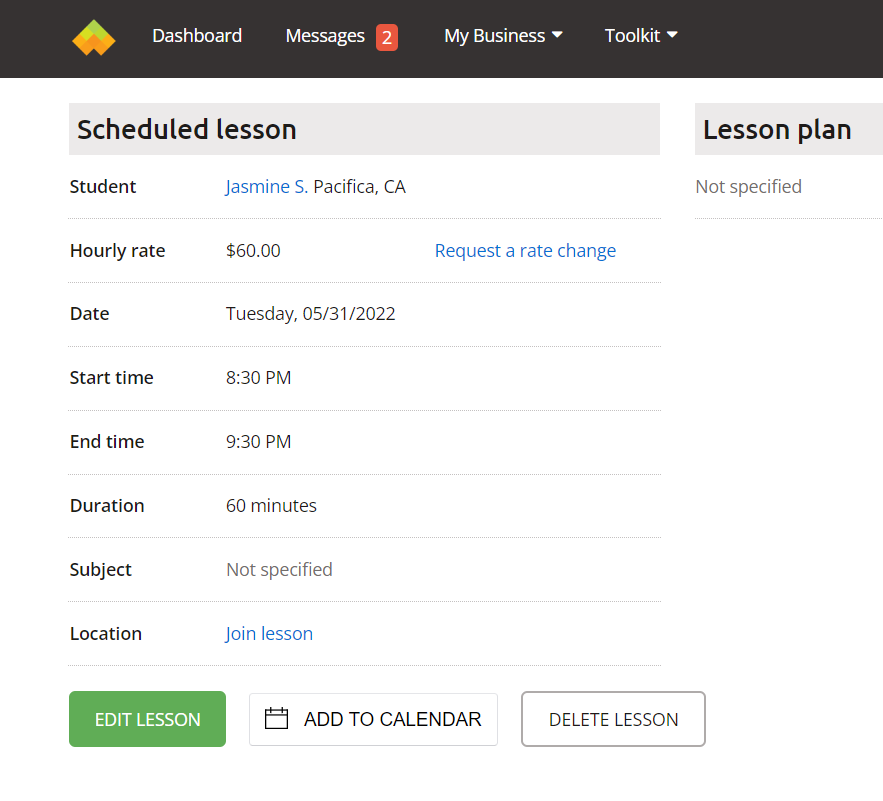 Dashboard Messages 2 My Business Toolkit
Scheduled lesson
Student Jasmine S. Pacifica, CA
Hourly rate $60.00 Request a rate change
Date Tuesday, 05/31/2022
Start time 8:30 PM
End time 9:30 PM
Duration 60 minutes
Subject Not specified
Location Join lesson
EDIT LESSON ADD TO CALENDAR DELETE LESSON
Lesson plan
Not specified